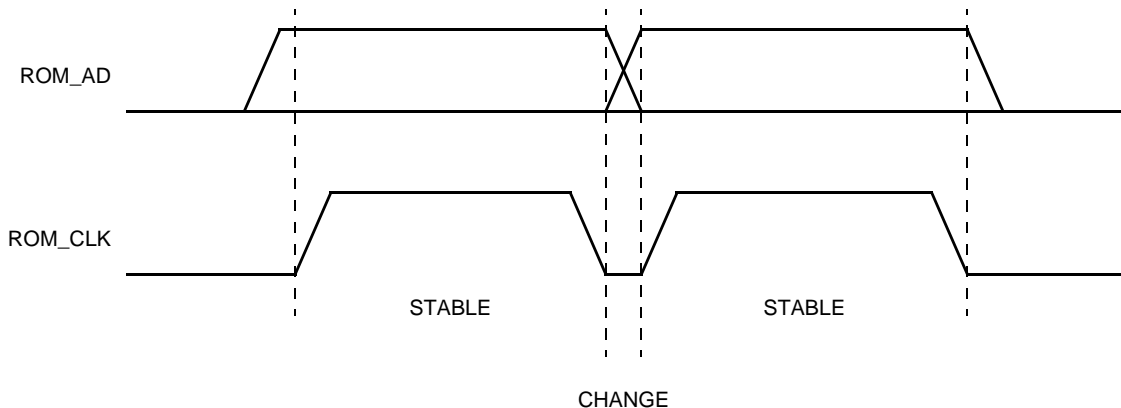 ROM_AD
ROM_CLK
STABLE
STABLE
CHANGE